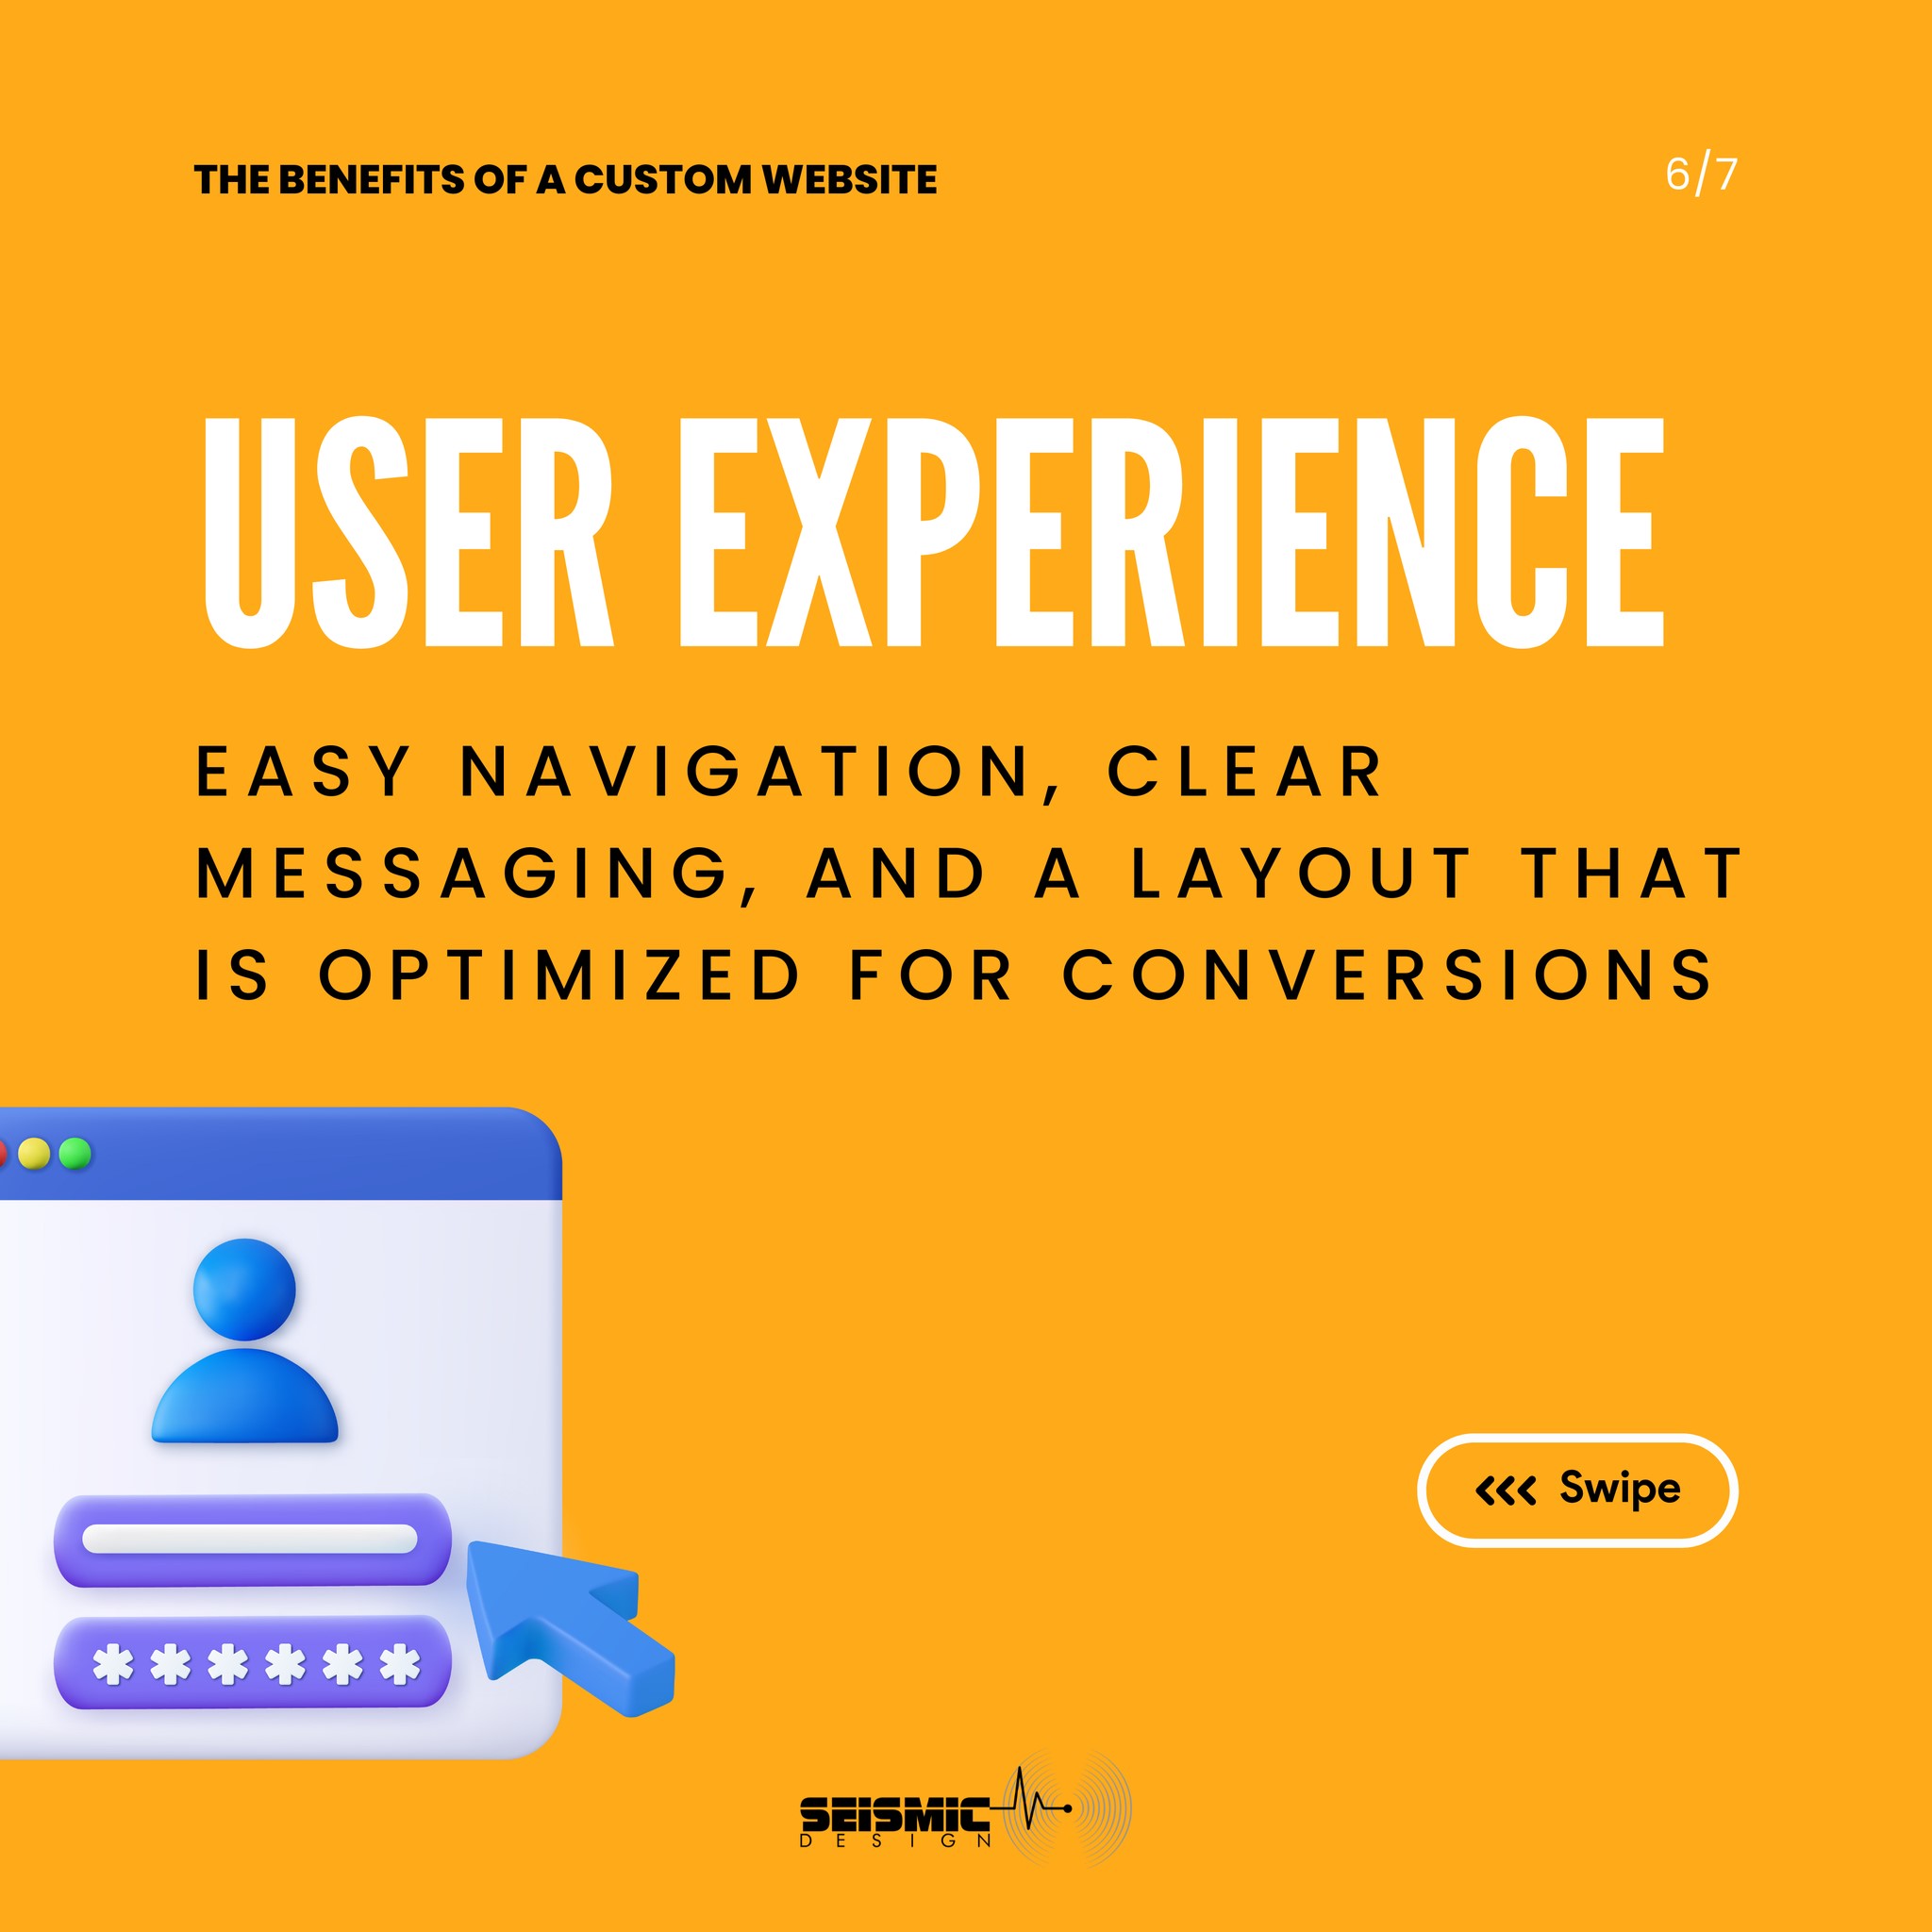 THE BENEFITS OF A CUSTOM WEBSITE
6/7
USER EXPERIENCE
EASY NAVIGATION, CLEAR
MESSAGING, AND A LAYOUT THAT
IS OPTIMIZED FOR CONVERSIONS
******
Swipe
SEISMIC
DESIGN